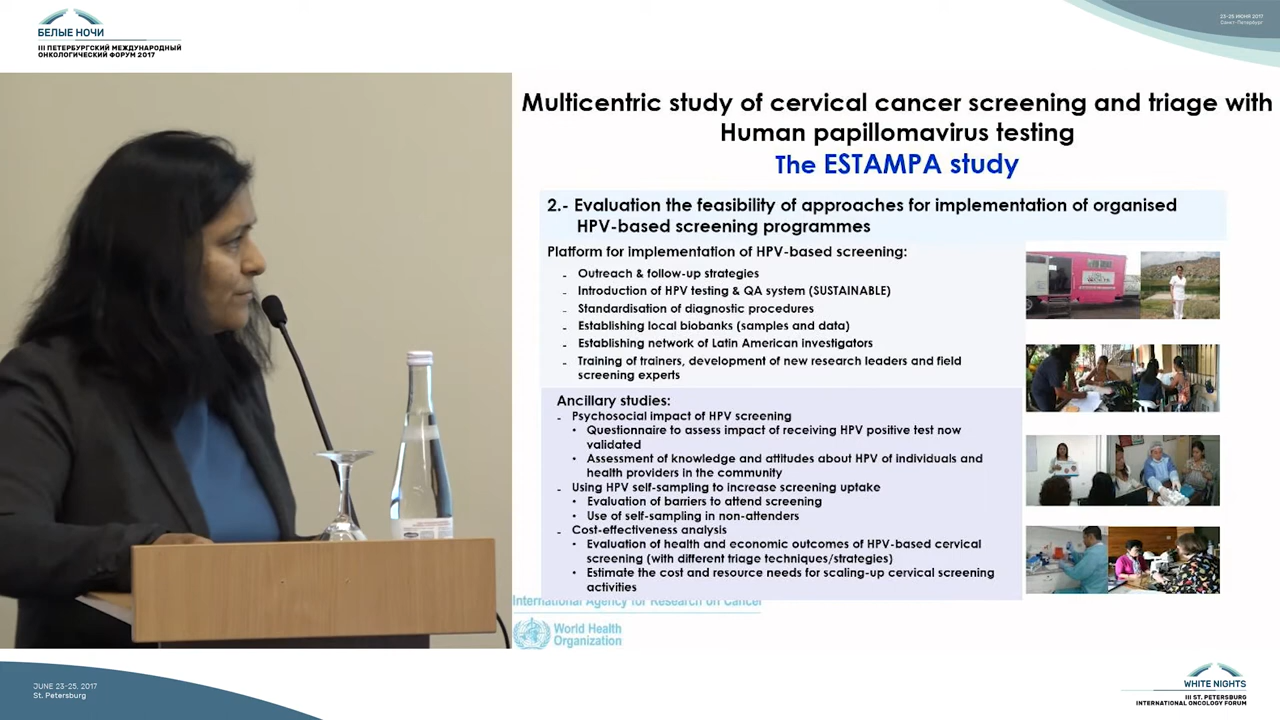 БЕЛЫЕ НОЧИ
III ПЕТЕРБУРГСКИЙ МЕЖДУНАРОДНЫЙ
ОНКОЛОГИЧЕСКИЙ ФОРУМ 2017
23-25 ИЮНЯ 2017
Санкт-Петербург
Multicentric study of cervical cancer screening and triage with
Human papillomavirus testing
The ESTAMPA study
2.- Evaluation the feasibility of approaches for implementation of organised
HPV-based screening programmes
Platform for implementation of HPV-based screening:
- Outreach & follow-up strategies
- Introduction of HPV testing & QA system (SUSTAINABLE)
- Standardisation of diagnostic procedures
- Establishing local biobanks (samples and data)
- Establishing network of Latin American investigators
- Training of trainers, development of new research leaders and field
screening experts
Ancillary studies:
- Psychosocial impact of HPV screening
• Questionnaire to assess impact of receiving HPV positive test now
validated
• Assessment of knowledge and attitudes about HPV of individuals and
health providers in the community
- Using HPV self-sampling to increase screening uptake
• Evaluation of barriers to attend screening
• Use of self-sampling in non-attenders
- Cost-effectiveness analysis
• Evaluation of health and economic outcomes of HPV-based cervical
screening (with different triage techniques/strategies)
• Estimate the cost and resource needs for scaling-up cervical screening
activities
International Agency for Research on Cancer
World Health
Organization
JUNE 23-25, 2017
St. Petersburg
WHITE NIGHTS
III ST. PETERSBURG
INTERNATIONAL ONCOLOGY FORUM